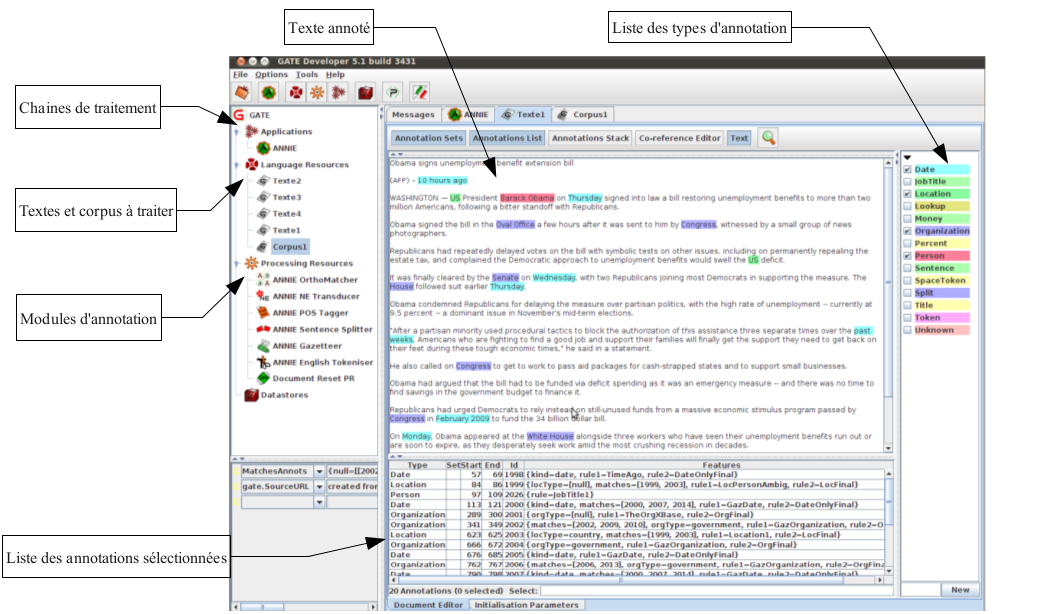 Texte annoté
Liste des types d'annotation
Chaines de traitement
Textes et corpus à traiter
Modules d'annotation
Liste des annotations sélectionnées
GATE Developer 5.1 build 3431
File Options Tools Help
GATE
Applications
ANNIE
Language Resources
Texte2
Texte3
Texte4
Texte1
Corpus1
Processing Resources
ANNIE OrthoMatcher
ANNIE NE Transducer
ANNIE POS Tagger
ANNIE Sentence Splitter
ANNIE Gazetteer
ANNIE English Tokeniser
Document Reset PR
Datastores
MatchesAnnots {null=[[2002
gate.SourceURL created from
Messages ANNIE Texte1 Corpus1
Annotation Sets Annotations List Annotations Stack Co-reference Editor Text
Obama signs unemployment benefit extension bill
(AFP) – 10 hours ago
WASHINGTON — US President Barack Obama on Thursday signed into law a bill restoring unemployment benefits to more than two
million Americans, following a bitter standoff with Republicans.
Obama signed the bill in the Oval Office a few hours after it was sent to him by Congress, witnessed by a small group of news
photographers.
Republicans had repeatedly delayed votes on the bill with symbolic tests on other issues, including on permanently repealing the
estate tax, and complained the Democratic approach to unemployment benefits would swell the US deficit.
It was finally cleared by the Senate on Wednesday, with two Republicans joining most Democrats in supporting the measure. The
House followed suit earlier Thursday.
Obama condemned Republicans for delaying the measure over partisan politics, with the high rate of unemployment -- currently at
9.5 percent -- a dominant issue in November's mid-term elections.
"After a partisan minority used procedural tactics to block the authorization of this assistance three separate times over the past
weeks, Americans who are fighting to find a good job and support their families will finally get the support they need to get back on
their feet during these tough economic times," he said in a statement.
He also called on Congress to get to work to pass aid packages for cash-strapped states and to support small businesses.
Obama had argued that the bill had to be funded via deficit spending as it was an emergency measure -- and there was no time to
find savings in the government budget to finance it.
Republicans had urged Democrats to rely instead on still-unused funds from a massive economic stimulus program passed by
Congress in February 2009 to fund the 34 billion dollar bill.
On Monday, Obama appeared at the White House alongside three workers who have seen their unemployment benefits run out or
are soon to expire, as they desperately seek work amid the most crushing recession in decades.
Type Set Start End Id Features
Date 57 69 1998 {kind=date, rule1=TimeAgo, rule2=DateOnlyFinal}
Location 84 86 1999 {locType=[null], matches=[1999, 2003], rule1=LocPersonAmbig, rule2=LocFinal}
Person 97 109 2026 {rule=JobTitle1}
Date 113 121 2000 {kind=date, matches=[2000, 2007, 2014], rule1=GazDate, rule2=DateOnlyFinal}
Organization 289 300 2001 {orgType=[null], rule1=TheOrgXBase, rule2=OrgFinal}
Organization 341 349 2002 {matches=[2002, 2009, 2010], orgType=government, rule1=GazOrganization, rule2=O
Location 623 625 2003 {locType=country, matches=[1999, 2003], rule1=Location1, rule2=LocFinal}
Organization 666 672 2004 {orgType=government, rule1=GazOrganization, rule2=OrgFinal}
Date 676 685 2005 {kind=date, rule1=GazDate, rule2=DateOnlyFinal}
Organization 762 767 2006 {matches=[2006, 2013], orgType=government, rule1=GazOrganization, rule2=OrgFina
Date 790 798 2007 {kind=date, matches=[2000, 2007, 2014], rule1=GazDate, rule2=DateOnlyFinal}
20 Annotations (0 selected) Select:
Document Editor Initialisation Parameters
Date
JobTitle
Location
Lookup
Money
Organization
Percent
Person
Sentence
SpaceToken
Split
Title
Token
Unknown
New